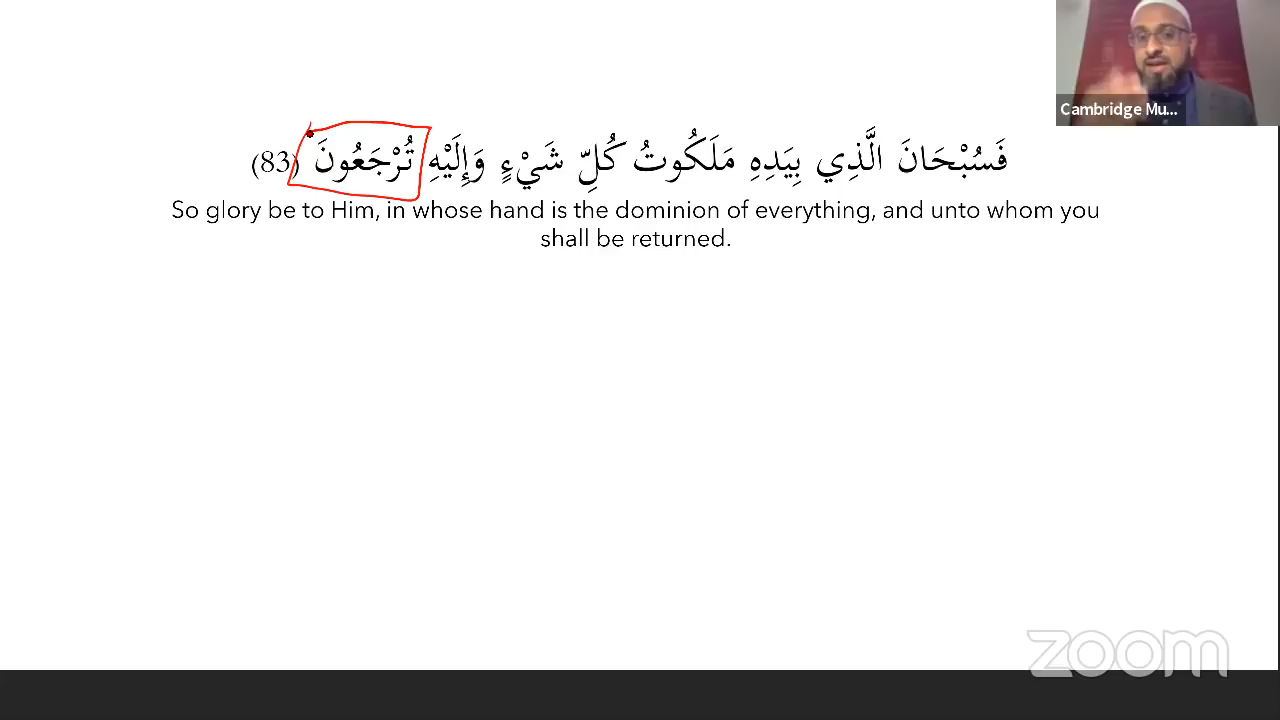 Cambridge Mu...
فَسُبْحَانَ الَّذِي بِيَدِهِ مَلَكُوتُ كُلِّ شَيْءٍ وَإِلَيْهِ تُرْجَعُونَ (83)
So glory be to Him, in whose hand is the dominion of everything, and unto whom you
shall be returned.
zoom